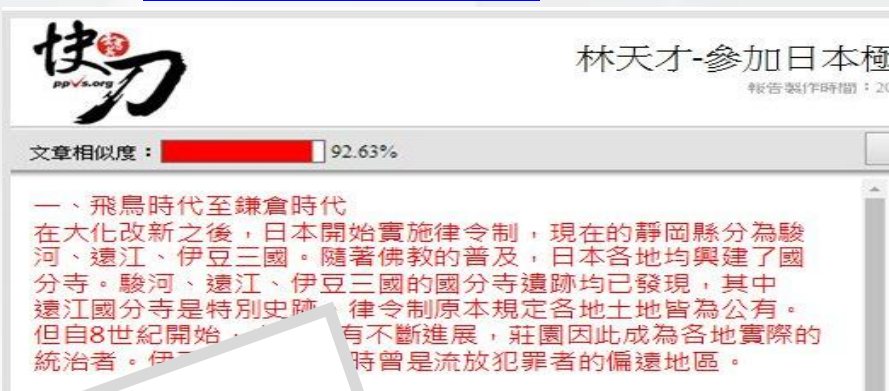 快刀
ppvs.org
林天才-參加日本極
報告製作時間:20
文章相似度: 92.63%
一、飛鳥時代至鎌倉時代
在大化改新之後,日本開始實施律令制,現在的靜岡縣分為駿
河、遠江、伊豆三國。隨著佛教的普及,日本各地均興建了國
分寺。駿河、遠江、伊豆三國的國分寺遺跡均已發現,其中
遠江國分寺是特別史跡。律令制原本規定各地土地皆為公有。
但自8世紀開始, 有不斷進展,莊園因此成為各地實際的
統治者。伊 時曾是流放犯罪者的偏遠地區。